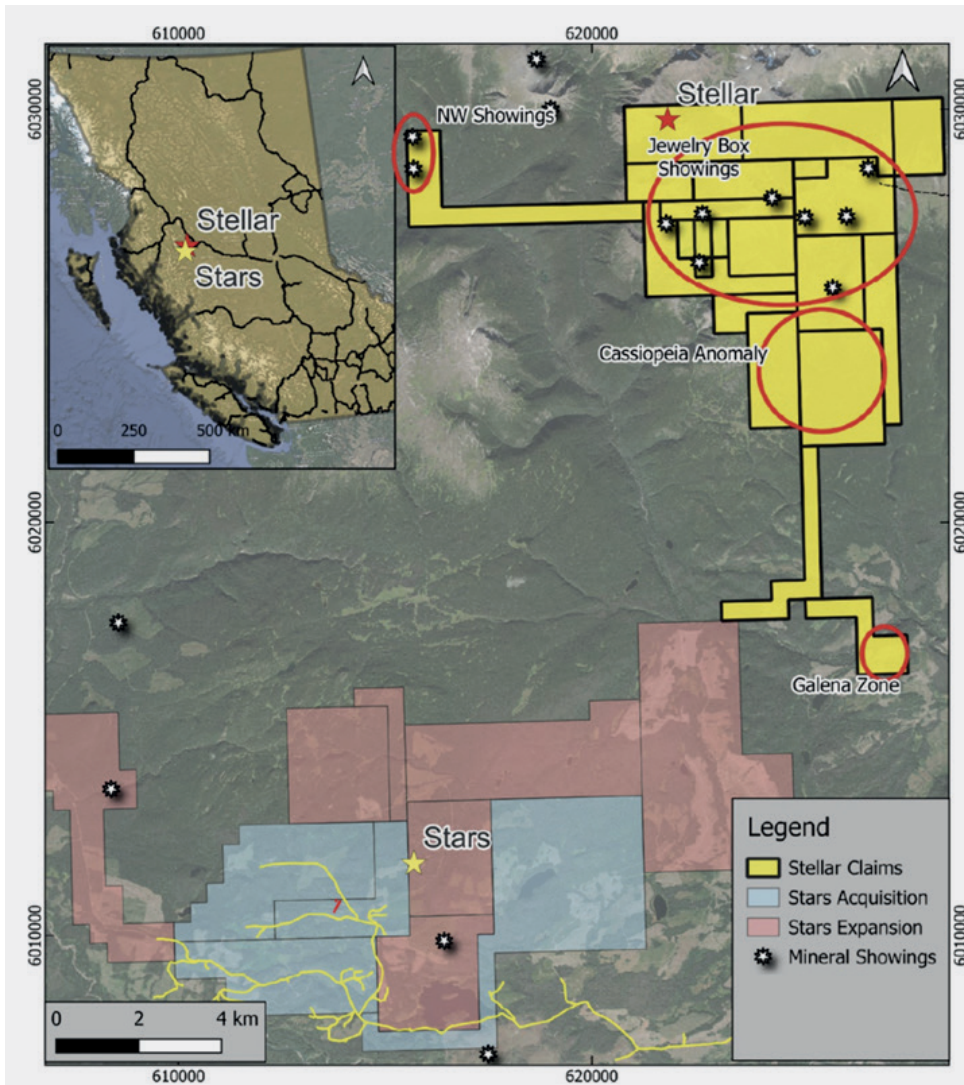 610000
620000
6030000
6030000
NW Showings
Stellar
Jewelry Box
Showings
Stellar
Stars
Cassiopeia Anomaly
0
250
500 km
6020000
6020000
Galena Zone
Stars
Legend
Stellar Claims
Stars Acquisition
Stars Expansion
Mineral Showings
6010000
6010000
0
2
4 km
610000
620000